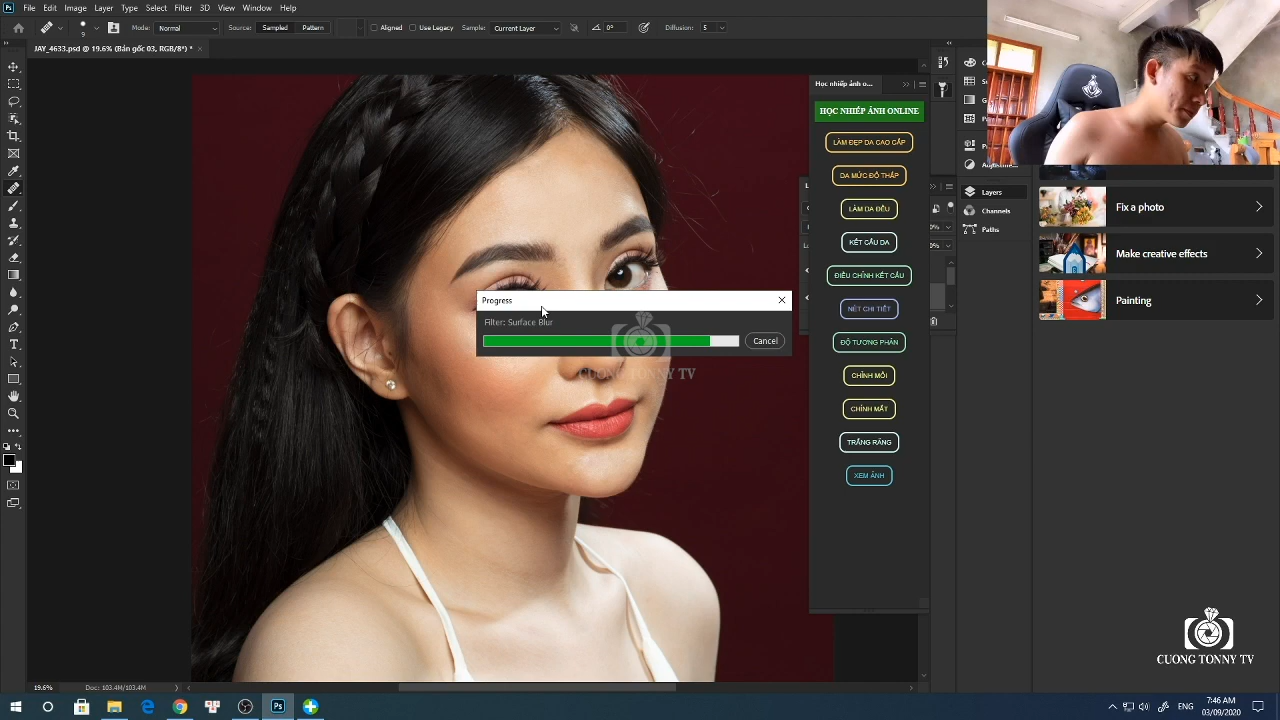 Ps File Edit Image Layer Type Select Filter 3D View Window Help
9 Mode: Normal Source: Sampled Pattern Aligned Use Legacy Sample: Current Layer 0° Diffusion: 5
JAY_4633.psd @ 19.6% (Bản gốc 03, RGB/8*) *
Học nhiếp ảnh o...
HỌC NHIẾP ẢNH ONLINE
LÀM ĐẸP DA CAO CẤP
DA MỨC ĐỘ THẤP
LÀM DA ĐỀU
KẾT CẤU DA
ĐIỀU CHỈNH KẾT CẤU
NÉT CHI TIẾT
ĐỘ TƯƠNG PHẢN
CHỈNH MÔI
CHỈNH MẮT
TRẮNG RĂNG
XEM ẢNH
Progress
Filter: Surface Blur
Cancel
CUONG TONNY TV
Layers
Channels
Paths
Fix a photo
Make creative effects
Painting
CUONG TONNY TV
19.6% Doc: 103.4M/103.4M
Ps
ENG
7:46 AM
03/09/2020